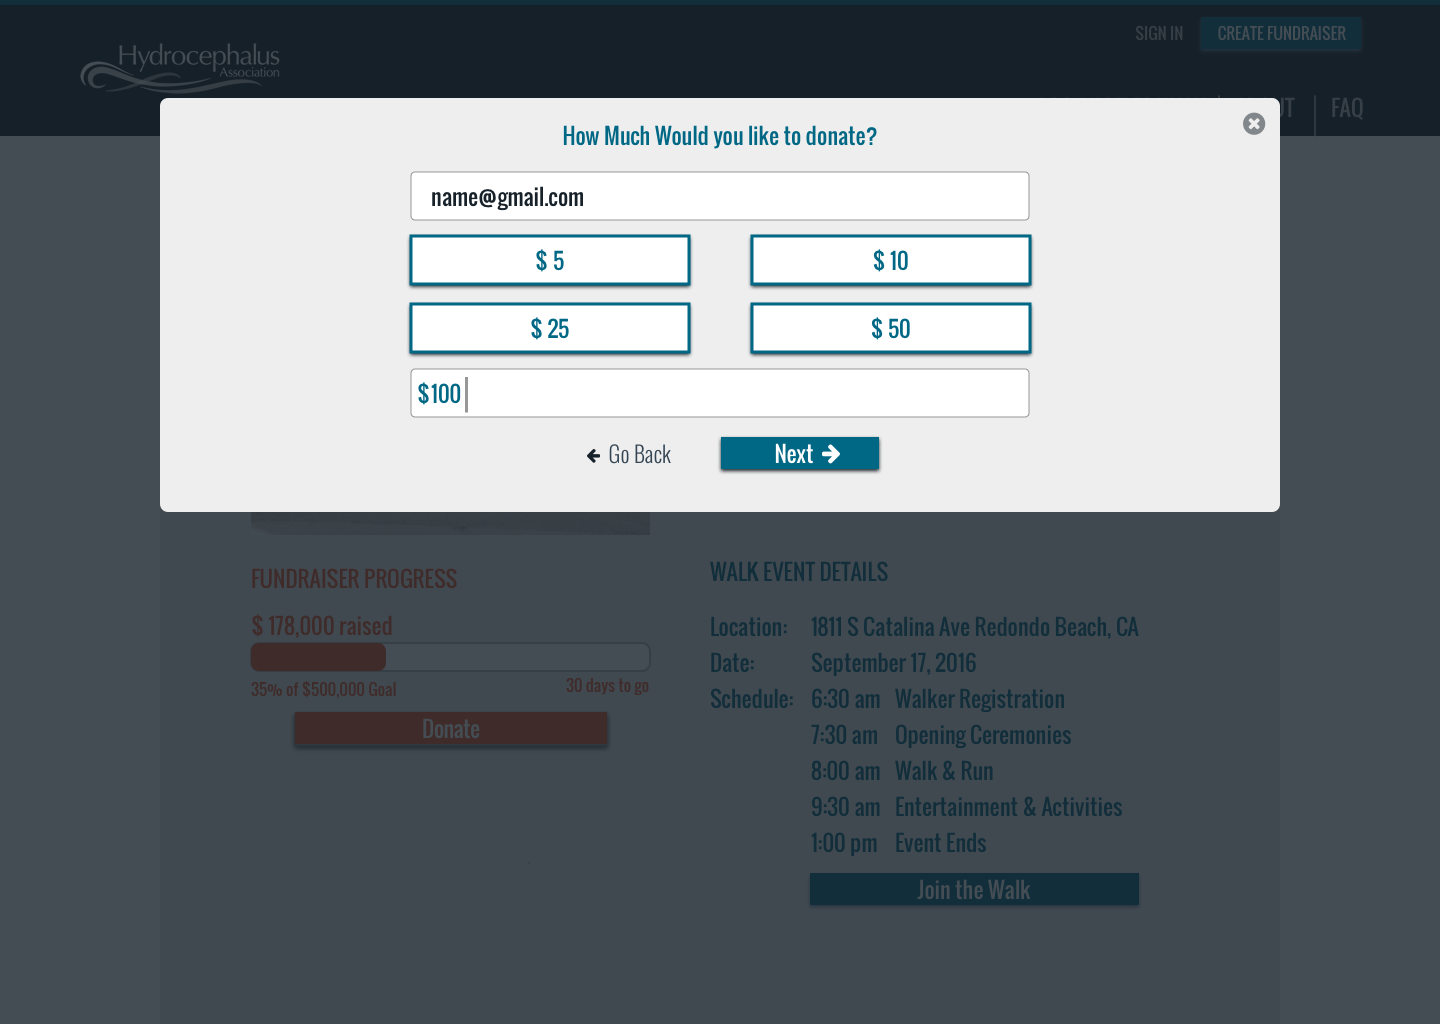 SIGN IN
CREATE FUNDRAISER
Hydrocephalus
Association
FAQ
How Much Would you like to donate?
name@gmail.com
$ 5
$ 10
$ 25
$ 50
$100
Go Back
Next
FUNDRAISER PROGRESS
$ 178,000 raised
35% of $500,000 Goal
30 days to go
Donate
WALK EVENT DETAILS
Location: 1811 S Catalina Ave Redondo Beach, CA
Date: September 17, 2016
Schedule: 6:30 am Walker Registration
7:30 am Opening Ceremonies
8:00 am Walk & Run
9:30 am Entertainment & Activities
1:00 pm Event Ends
Join the Walk